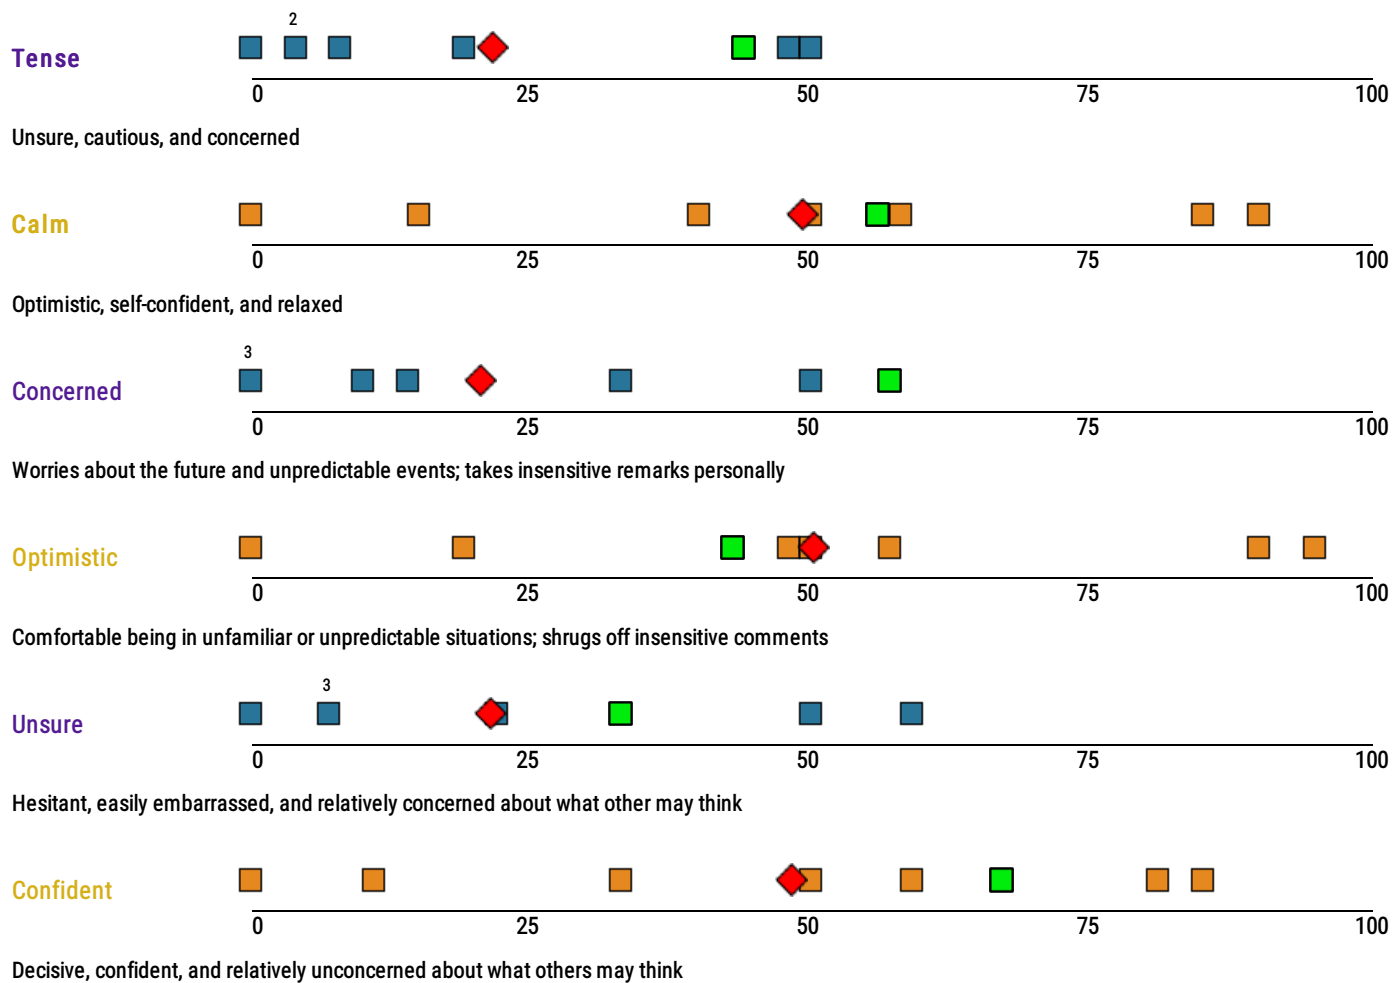 2
Tense
0 25 50 75 100
Unsure, cautious, and concerned
Calm
0 25 50 75 100
Optimistic, self-confident, and relaxed
3
Concerned
0 25 50 75 100
Worries about the future and unpredictable events; takes insensitive remarks personally
Optimistic
0 25 50 75 100
Comfortable being in unfamiliar or unpredictable situations; shrugs off insensitive comments
3
Unsure
0 25 50 75 100
Hesitant, easily embarrassed, and relatively concerned about what other may think
Confident
0 25 50 75 100
Decisive, confident, and relatively unconcerned about what others may think